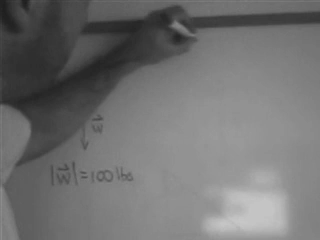 w⃗
|w⃗| = 100 lbs